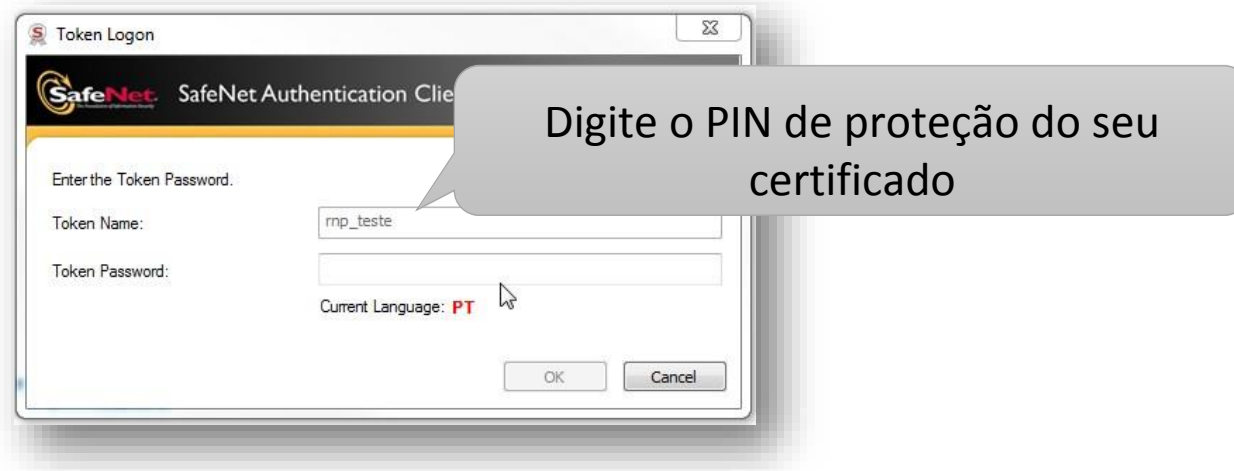 Token Logon
SafeNet.
SafeNet Authentication Clie
Digite o PIN de proteção do seu
certificado
Enter the Token Password.
Token Name:
rnp_teste
Token Password:
Current Language: PT
OK
Cancel